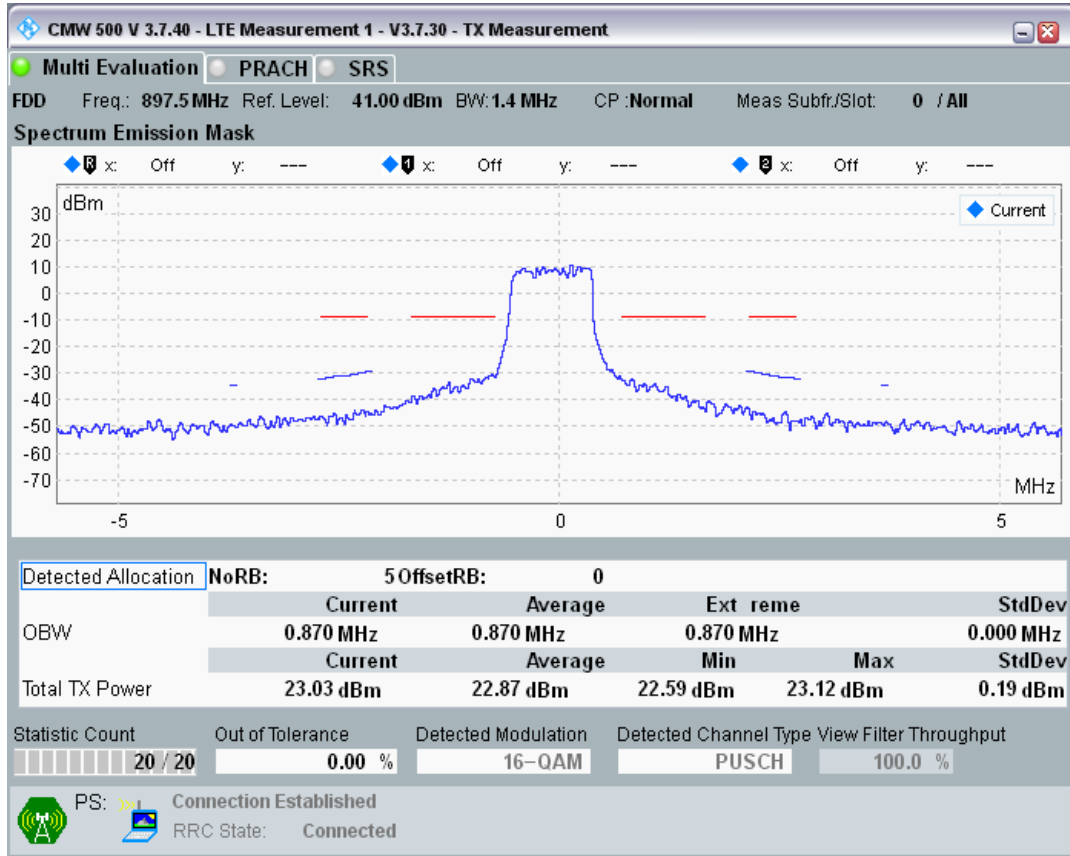 CMW 500 V 3.7.40 - LTE Measurement 1 - V3.7.30 - TX Measurement
Multi Evaluation PRACH SRS
FDD Freq.: 897.5 MHz Ref. Level: 41.00 dBm BW: 1.4 MHz CP :Normal Meas Subfr./Slot: 0 / All
Spectrum Emission Mask
R x: Off y: --- 1 x: Off y: --- 2 x: Off y: ---
dBm
Current
30
20
10
0
-10
-20
-30
-40
-50
-60
-70
MHz
-5 0 5
Detected Allocation NoRB: 5 OffsetRB: 0
Current Average Ext reme StdDev
OBW 0.870 MHz 0.870 MHz 0.870 MHz 0.000 MHz
Current Average Min Max StdDev
Total TX Power 23.03 dBm 22.87 dBm 22.59 dBm 23.12 dBm 0.19 dBm
Statistic Count Out of Tolerance Detected Modulation Detected Channel Type View Filter Throughput
20 / 20 0.00 % 16-QAM PUSCH 100.0 %
PS: Connection Established
RRC State: Connected